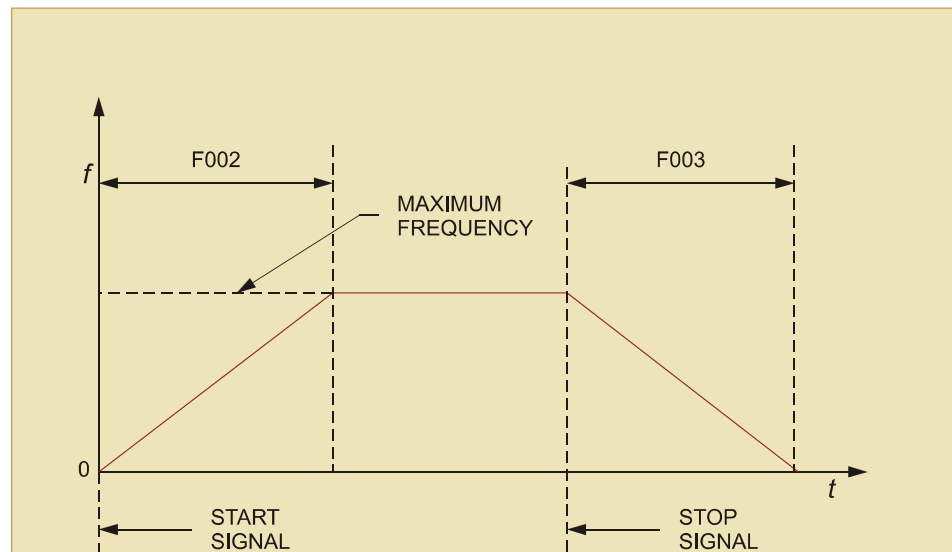 F002
F003
f
MAXIMUM
FREQUENCY
0
t
START
SIGNAL
STOP
SIGNAL